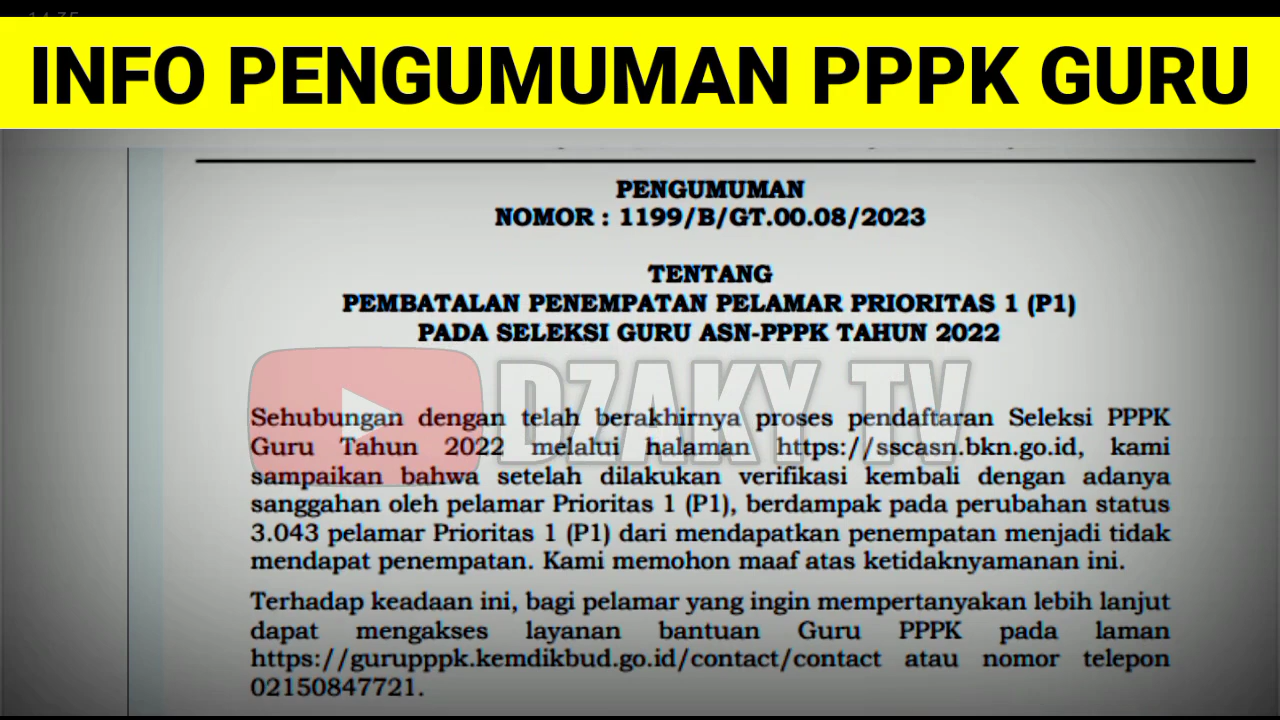 INFO PENGUMUMAN PPPK GURU
PENGUMUMAN
NOMOR : 1199/B/GT.00.08/2023
TENTANG
PEMBATALAN PENEMPATAN PELAMAR PRIORITAS 1 (P1)
PADA SELEKSI GURU ASN-PPPK TAHUN 2022
DZAKY TV
Sehubungan dengan telah berakhirnya proses pendaftaran Seleksi PPPK
Guru Tahun 2022 melalui halaman https://sscasn.bkn.go.id, kami
sampaikan bahwa setelah dilakukan verifikasi kembali dengan adanya
sanggahan oleh pelamar Prioritas 1 (P1), berdampak pada perubahan status
3.043 pelamar Prioritas 1 (P1) dari mendapatkan penempatan menjadi tidak
mendapat penempatan. Kami memohon maaf atas ketidaknyamanan ini.
Terhadap keadaan ini, bagi pelamar yang ingin mempertanyakan lebih lanjut
dapat mengakses layanan bantuan Guru PPPK pada laman
https://gurupppk.kemdikbud.go.id/contact/contact atau nomor telepon
02150847721.